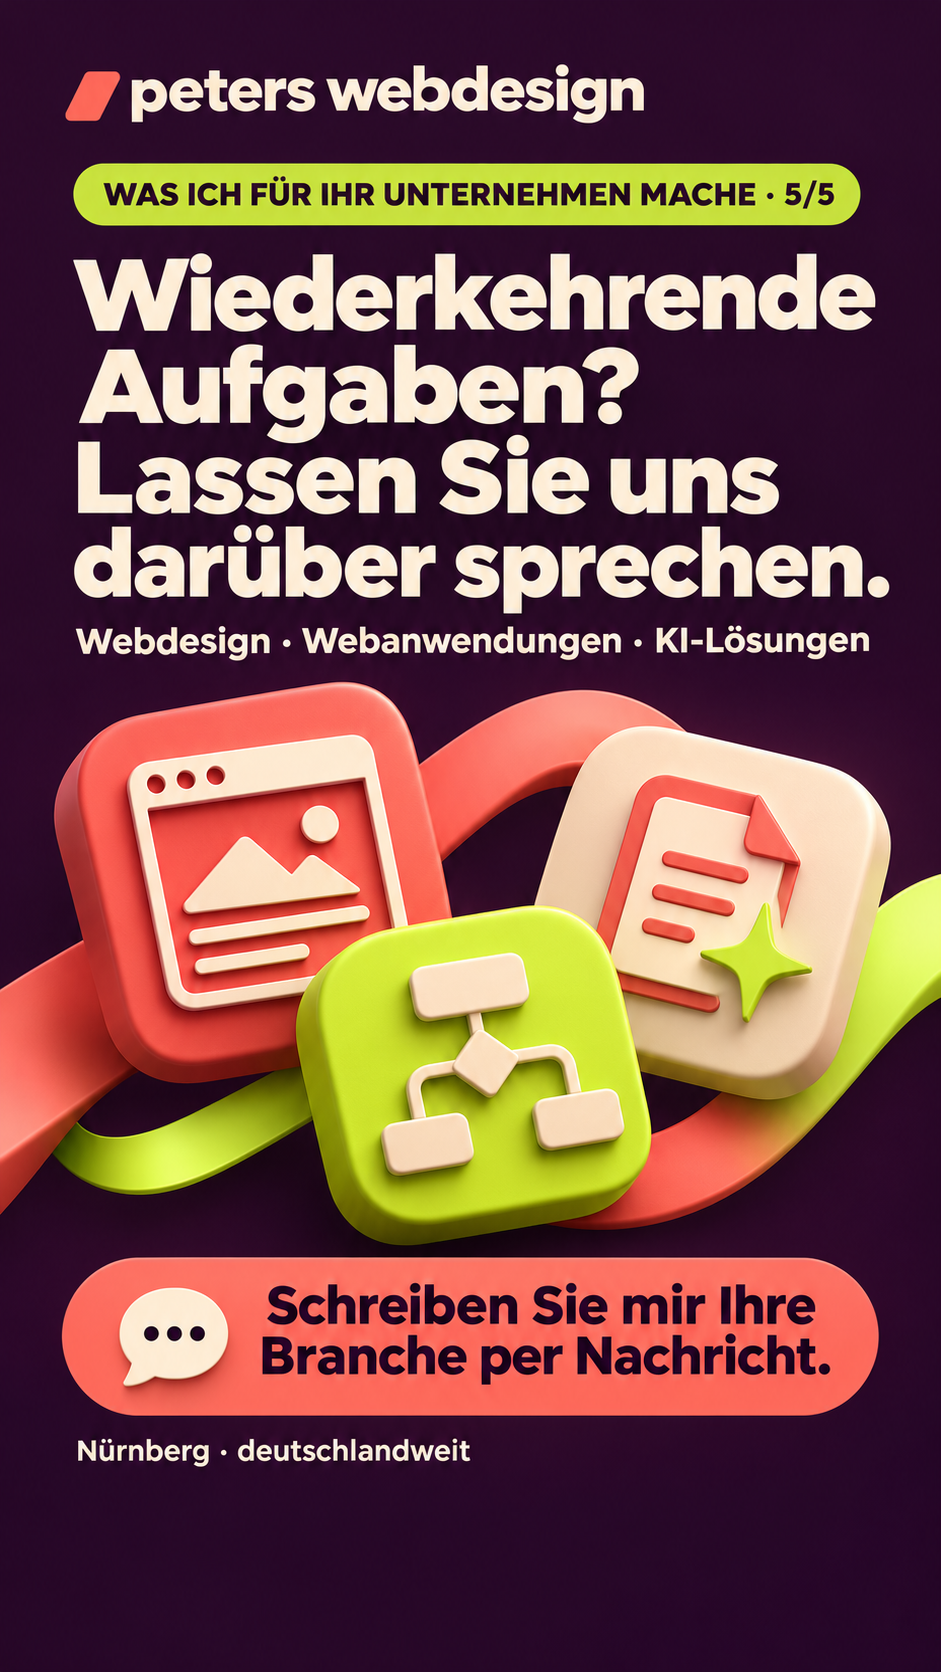 peters webdesign
WAS ICH FÜR IHR UNTERNEHMEN MACHE · 5/5
Wiederkehrende
Aufgaben?
Lassen Sie uns
darüber sprechen.
Webdesign · Webanwendungen · KI-Lösungen
Schreiben Sie mir Ihre
Branche per Nachricht.
Nürnberg · deutschlandweit